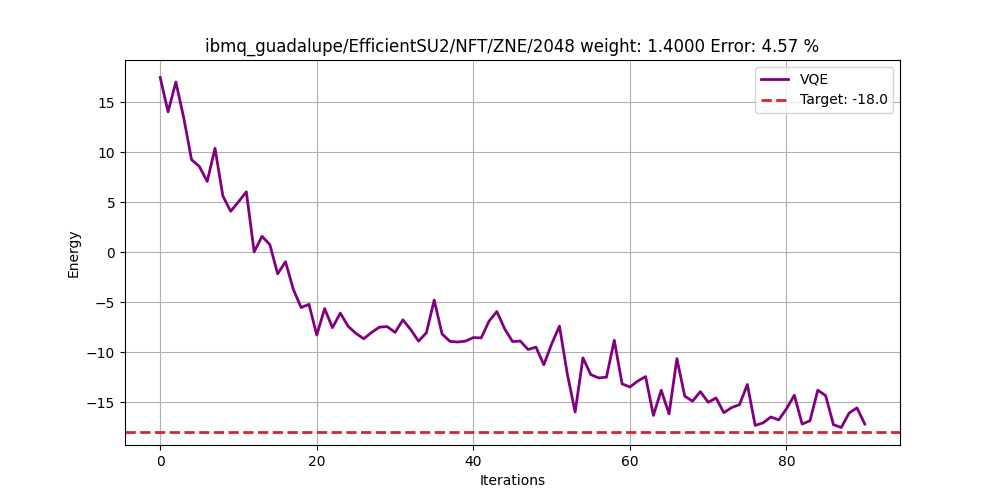 ibmq_guadalupe/EfficientSU2/NFT/ZNE/2048 weight: 1.4000 Error: 4.57 %
VQE
Target: -18.0
Energy
15
10
5
0
−5
−10
−15
0 20 40 60 80
Iterations